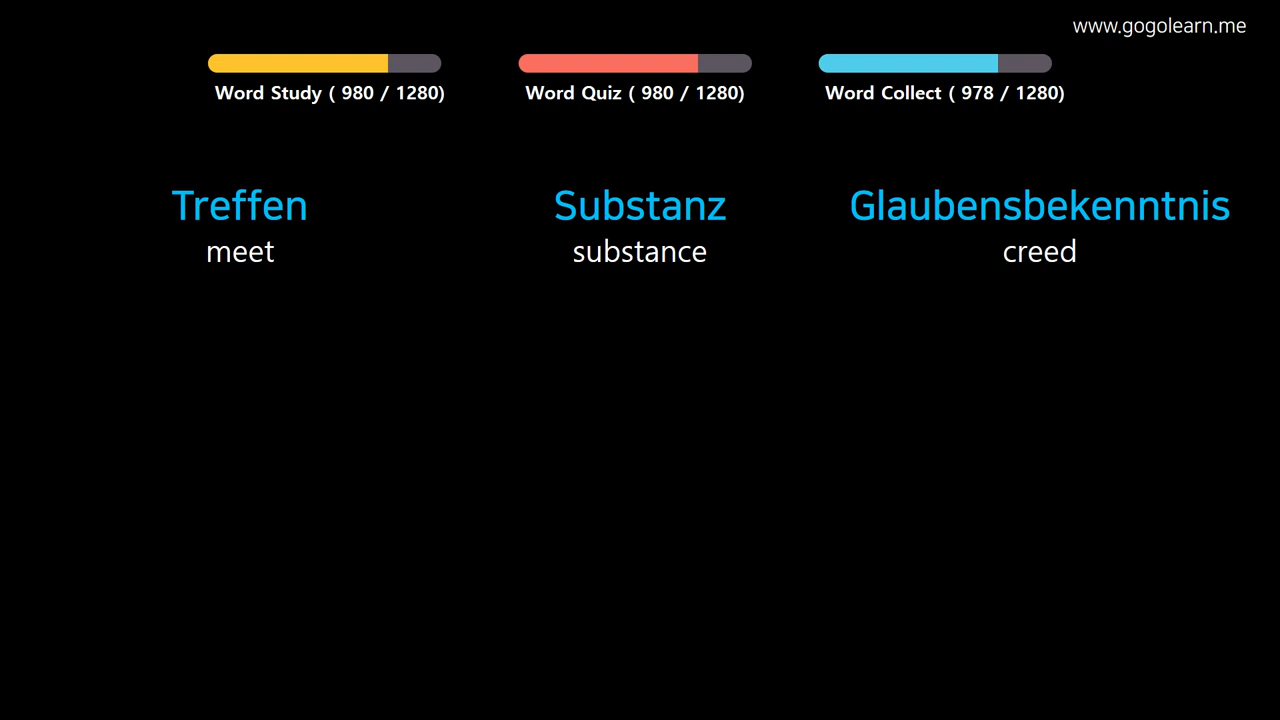 www.gogolearn.me
Word Study ( 980 / 1280)
Word Quiz ( 980 / 1280)
Word Collect ( 978 / 1280)
Treffen
meet
Substanz
substance
Glaubensbekenntnis
creed